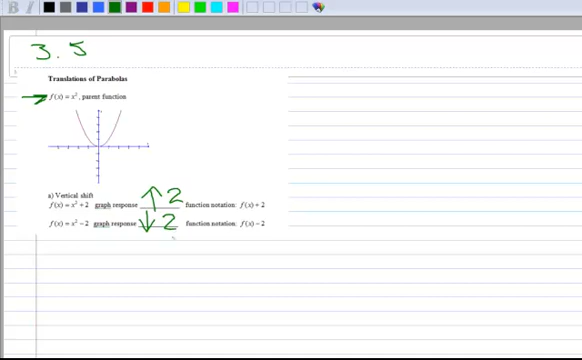 B I
3.5
Translations of Parabolas
f(x) = x², parent function
a) Vertical shift
f(x) = x² + 2 graph response ↑ 2 function notation: f(x) + 2
f(x) = x² − 2 graph response ↓ 2 function notation: f(x) − 2